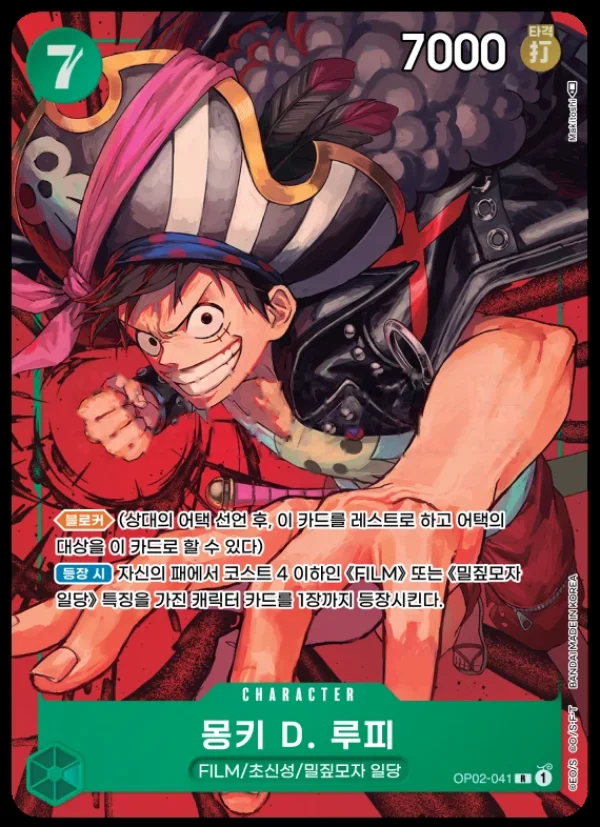 7
7000
타격
打
Makitoshi
블로커 (상대의 어택 선언 후, 이 카드를 레스트로 하고 어택의
대상을 이 카드로 할 수 있다)
등장 시 자신의 패에서 코스트 4 이하인 《FILM》 또는 《밀짚모자
일당》 특징을 가진 캐릭터 카드를 1장까지 등장시킨다.
CHARACTER
몽키 D. 루피
FILM/초신성/밀짚모자 일당
OP02-041 R 1
©EO/S ©O/S·F·T BANDAI MADE IN KOREA